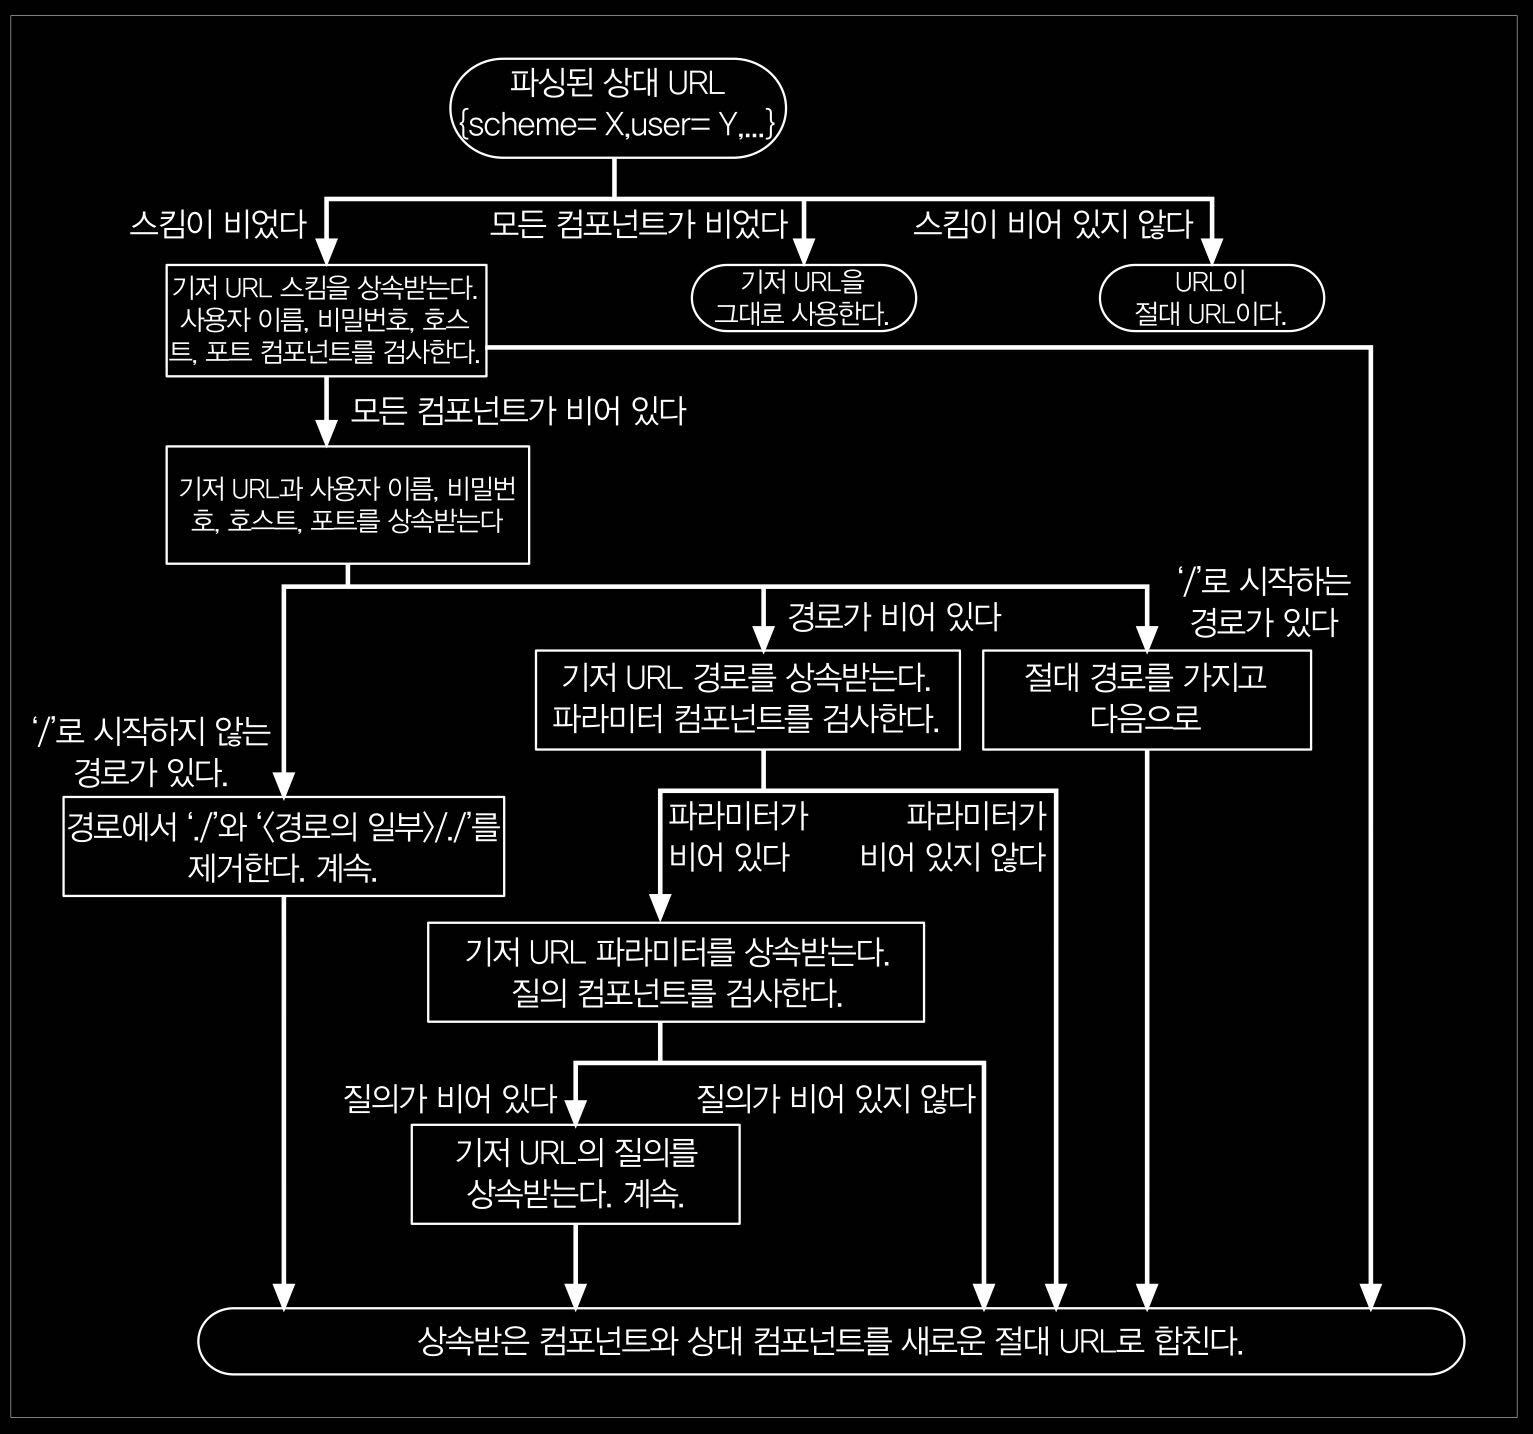 파싱된 상대 URL
{scheme= X,user= Y,...}
스킴이 비었다
모든 컴포넌트가 비었다
스킴이 비어 있지 않다
기저 URL 스킴을 상속받는다.
사용자 이름, 비밀번호, 호스
트, 포트 컴포넌트를 검사한다.
기저 URL을
그대로 사용한다.
URL이
절대 URL이다.
모든 컴포넌트가 비어 있다
기저 URL과 사용자 이름, 비밀번
호, 호스트, 포트를 상속받는다
‘/’로 시작하지 않는
경로가 있다.
경로가 비어 있다
‘/’로 시작하는
경로가 있다
경로에서 ‘./’와 ‘〈경로의 일부〉/./’를
제거한다. 계속.
기저 URL 경로를 상속받는다.
파라미터 컴포넌트를 검사한다.
절대 경로를 가지고
다음으로
파라미터가
비어 있다
파라미터가
비어 있지 않다
기저 URL 파라미터를 상속받는다.
질의 컴포넌트를 검사한다.
질의가 비어 있다
질의가 비어 있지 않다
기저 URL의 질의를
상속받는다. 계속.
상속받은 컴포넌트와 상대 컴포넌트를 새로운 절대 URL로 합친다.